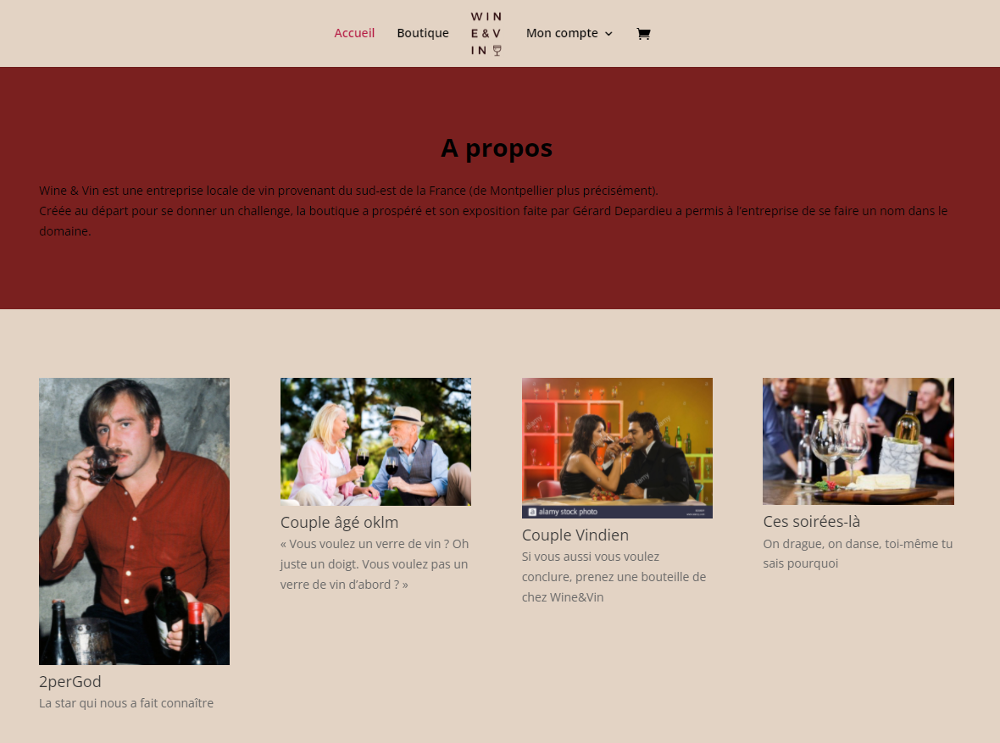 Accueil
Boutique
WIN
E&V
IN
Mon compte
A propos
Wine & Vin est une entreprise locale de vin provenant du sud-est de la France (de Montpellier plus précisément).
Créée au départ pour se donner un challenge, la boutique a prospéré et son exposition faite par Gérard Depardieu a permis à l’entreprise de se faire un nom dans le
domaine.
2perGod
La star qui nous a fait connaître
Couple âgé oklm
« Vous voulez un verre de vin ? Oh
juste un doigt. Vous voulez pas un
verre de vin d’abord ? »
alamy
alamy
alamy
a alamy stock photo
Couple Vindien
Si vous aussi vous voulez
conclure, prenez une bouteille de
chez Wine&Vin
Ces soirées-là
On drague, on danse, toi-même tu
sais pourquoi